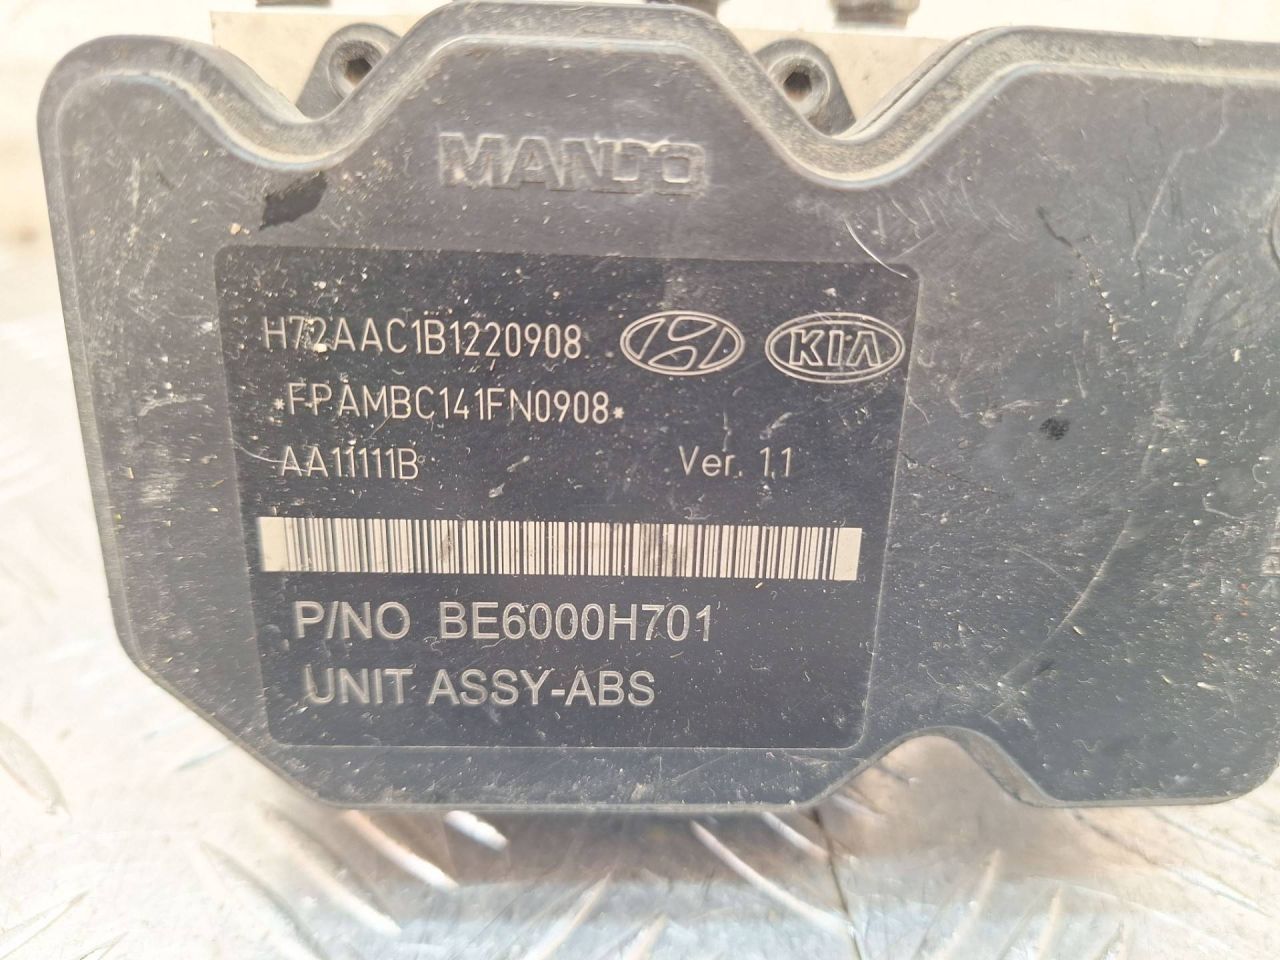 MANDO
H72AAC1B1220908
KIA
*FPAMBC141FN0908*
AA11111B Ver. 1.1
P/NO BE6000H701
UNIT ASSY-ABS